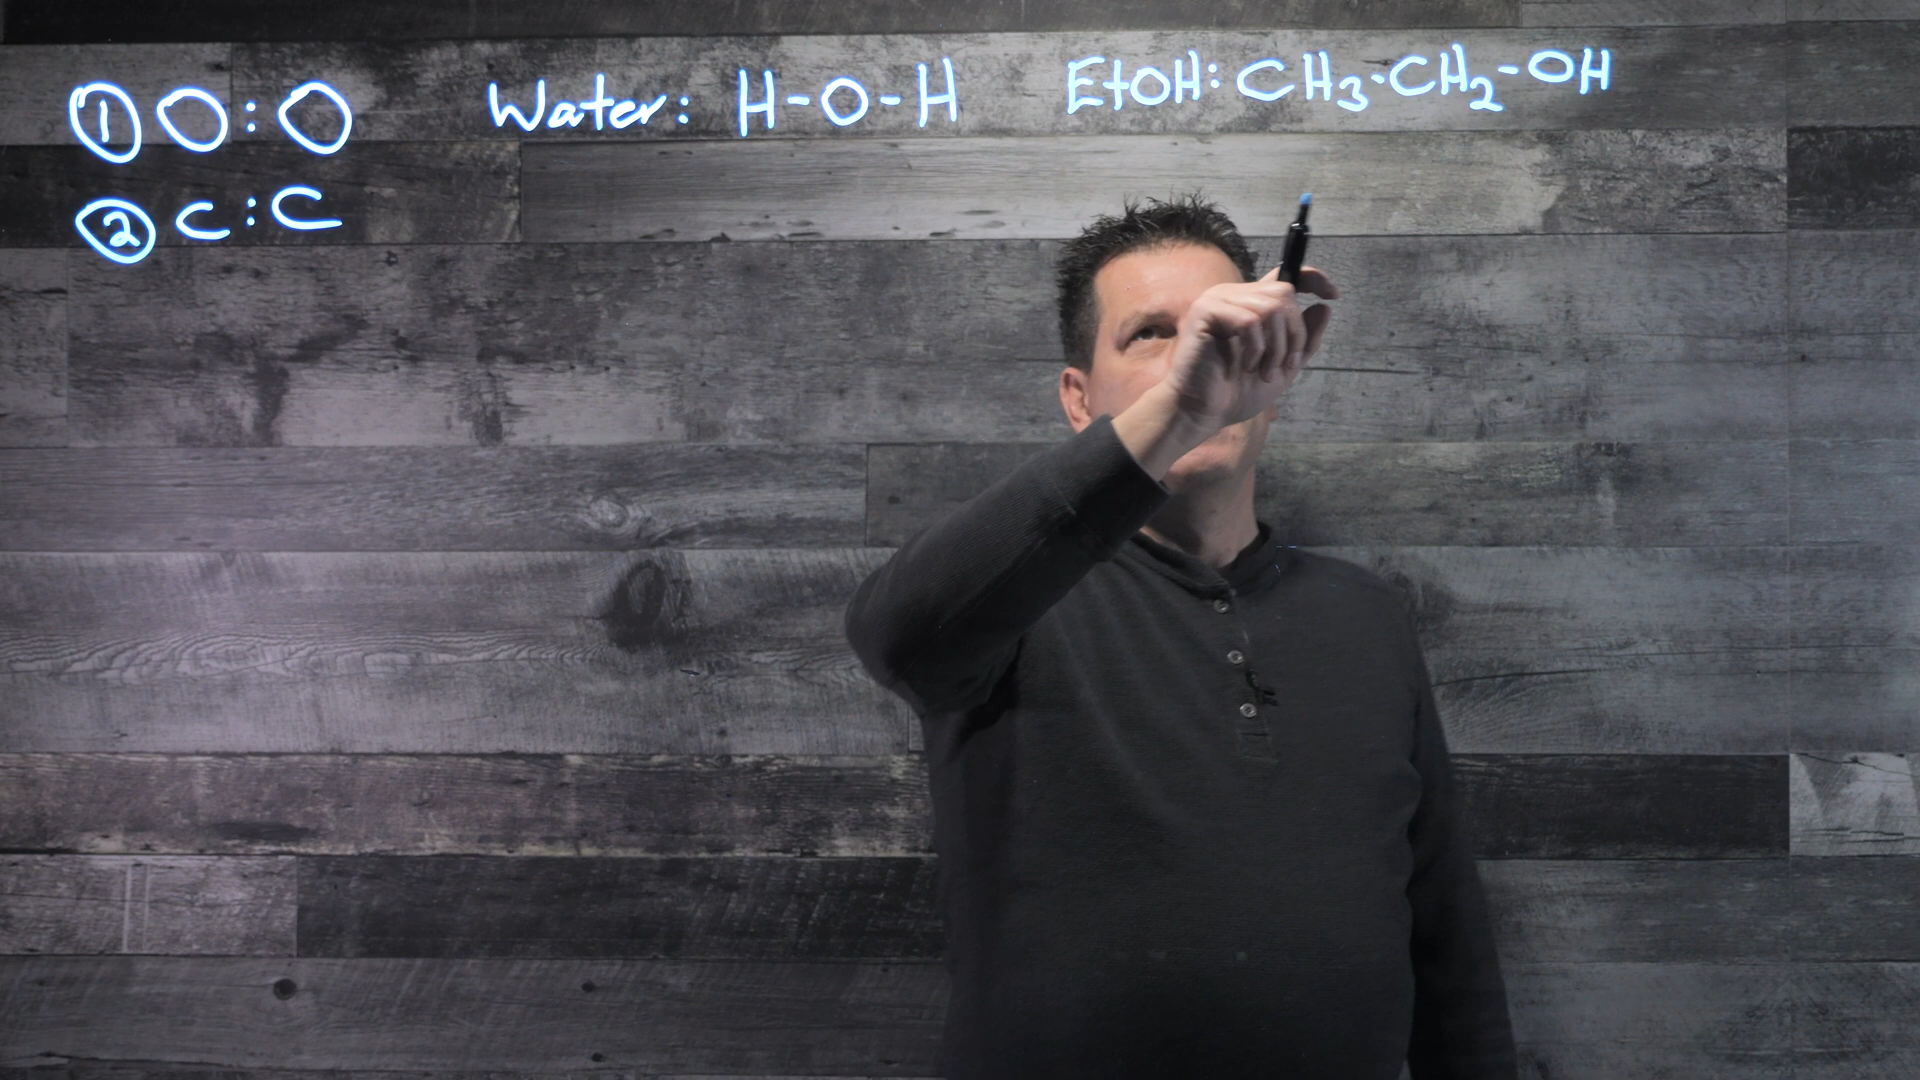 ① O : O Water: H-O-H EtOH: CH3-CH2-OH
② C : C